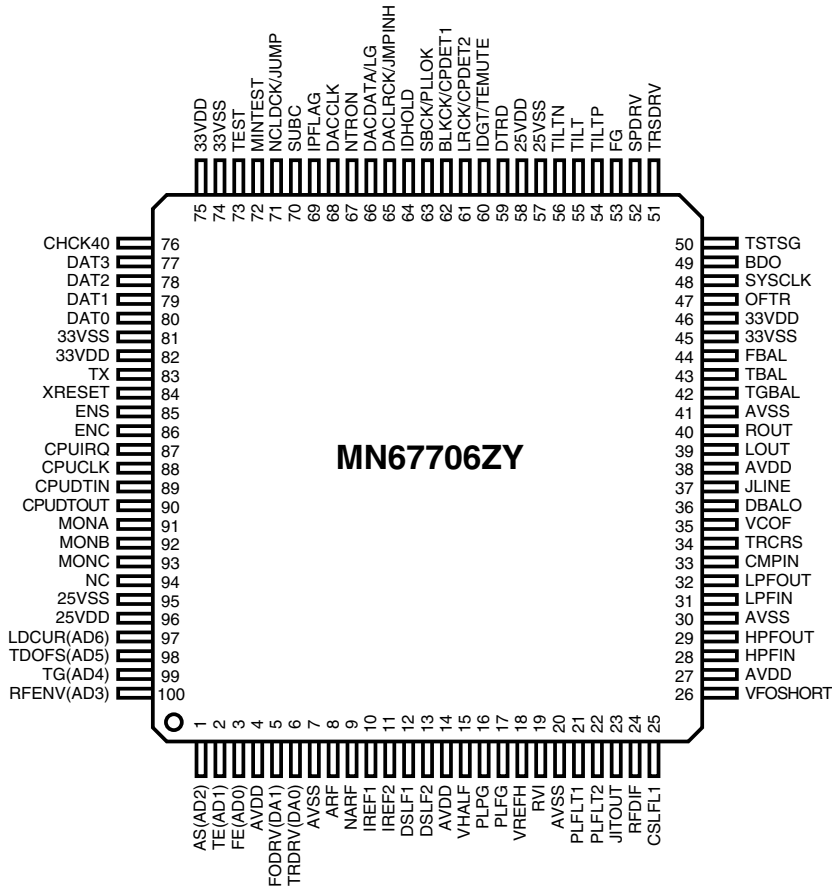 33VDD
33VSS
TEST
MINTEST
NCLDCK/JUMP
SUBC
IPFLAG
DACCLK
NTRON
DACDATA/LG
DACLRCK/JMPINH
IDHOLD
SBCK/PLLOK
BLKCK/CPDET1
LRCK/CPDET2
IDGT/TEMUTE
DTRD
25VDD
25VSS
TILTN
TILT
TILTP
FG
SPDRV
TRSDRV
75 74 73 72 71 70 69 68 67 66 65 64 63 62 61 60 59 58 57 56 55 54 53 52 51
CHCK40 76
DAT3 77
DAT2 78
DAT1 79
DAT0 80
33VSS 81
33VDD 82
TX 83
XRESET 84
ENS 85
ENC 86
CPUIRQ 87
CPUCLK 88
CPUDTIN 89
CPUDTOUT 90
MONA 91
MONB 92
MONC 93
NC 94
25VSS 95
25VDD 96
LDCUR(AD6) 97
TDOFS(AD5) 98
TG(AD4) 99
RFENV(AD3) 100
MN67706ZY
50 TSTSG
49 BDO
48 SYSCLK
47 OFTR
46 33VDD
45 33VSS
44 FBAL
43 TBAL
42 TGBAL
41 AVSS
40 ROUT
39 LOUT
38 AVDD
37 JLINE
36 DBALO
35 VCOF
34 TRCRS
33 CMPIN
32 LPFOUT
31 LPFIN
30 AVSS
29 HPFOUT
28 HPFIN
27 AVDD
26 VFOSHORT
1 2 3 4 5 6 7 8 9 10 11 12 13 14 15 16 17 18 19 20 21 22 23 24 25
AS(AD2)
TE(AD1)
FE(AD0)
AVDD
FODRV(DA1)
TRDRV(DA0)
AVSS
ARF
NARF
IREF1
IREF2
DSLF1
DSLF2
AVDD
VHALF
PLPG
PLFG
VREFH
RVI
AVSS
PLFLT1
PLFLT2
JITOUT
RFDIF
CSLFL1